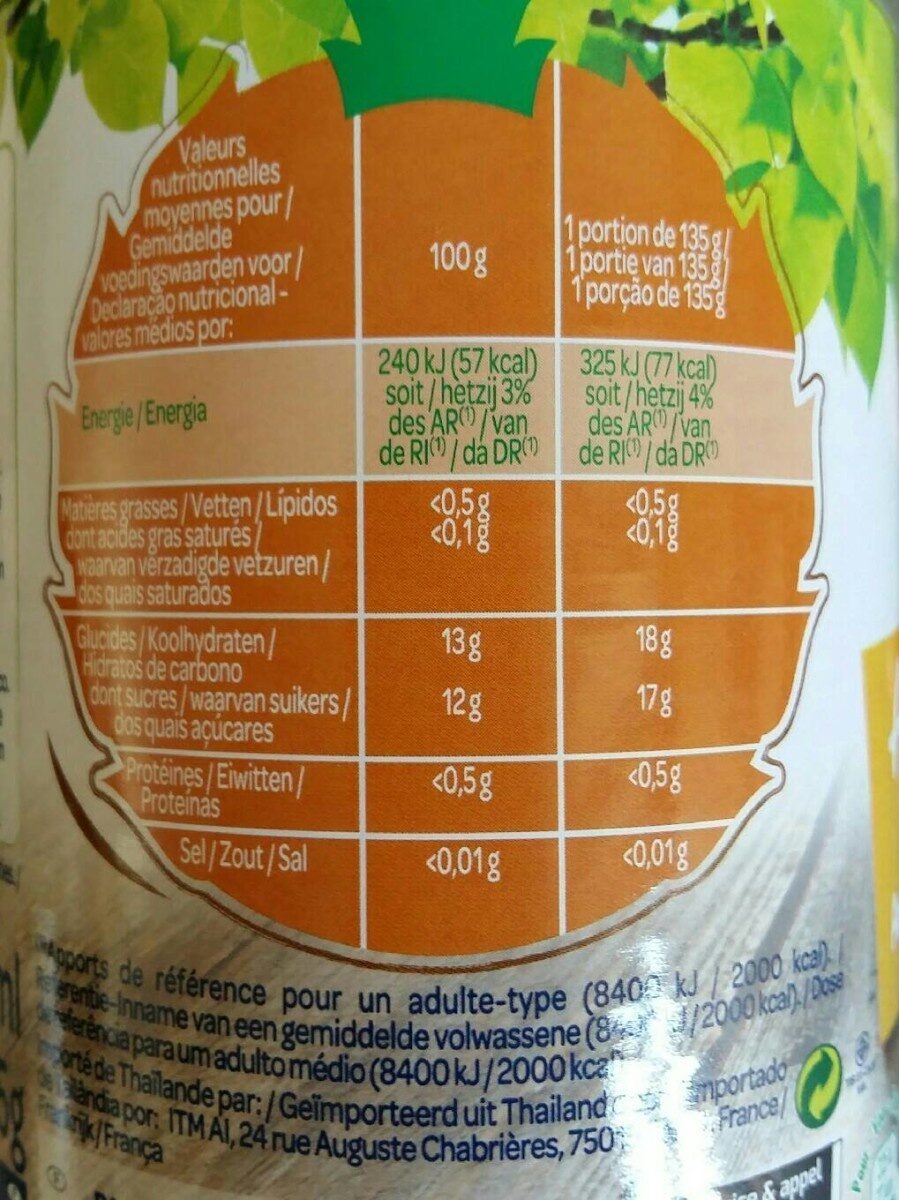 Valeurs
nutritionnelles
moyennes pour /
Gemiddelde
voedingswaarden voor /
Declaração nutricional -
valores médios por:
100 g
1 portion de 135 g/
1 portie van 135 g/
1 porção de 135 g
Energie / Energia
240 kJ (57 kcal)
soit / hetzij 3%
des AR(1) / van
de RI(1) / da DR(1)
325 kJ (77 kcal)
soit / hetzij 4%
des AR(1) / van
de RI(1) / da DR(1)
Matières grasses / Vetten / Lípidos
dont acides gras saturés /
waarvan verzadigde vetzuren /
dos quais saturados
<0,5 g
<0,1 g
<0,5 g
<0,1 g
Glucides / Koolhydraten /
Hidratos de carbono
dont sucres / waarvan suikers /
dos quais açúcares
13 g
12 g
18 g
17 g
Protéines / Eiwitten /
Proteínas
<0,5 g
<0,5 g
Sel / Zout / Sal
<0,01 g
<0,01 g
Apports de référence pour un adulte-type (8400 kJ / 2000 kcal). /
Referentie-Inname van een gemiddelde volwassene / 2000 kcal). / Dose
de referência para um adulto médio (8400 kJ / 2000
de Thaïlande par: / Geïmporteerd uit Thailand importado
por: ITM AI, 24 rue Auguste Chabrières, France /
/ França
& appel